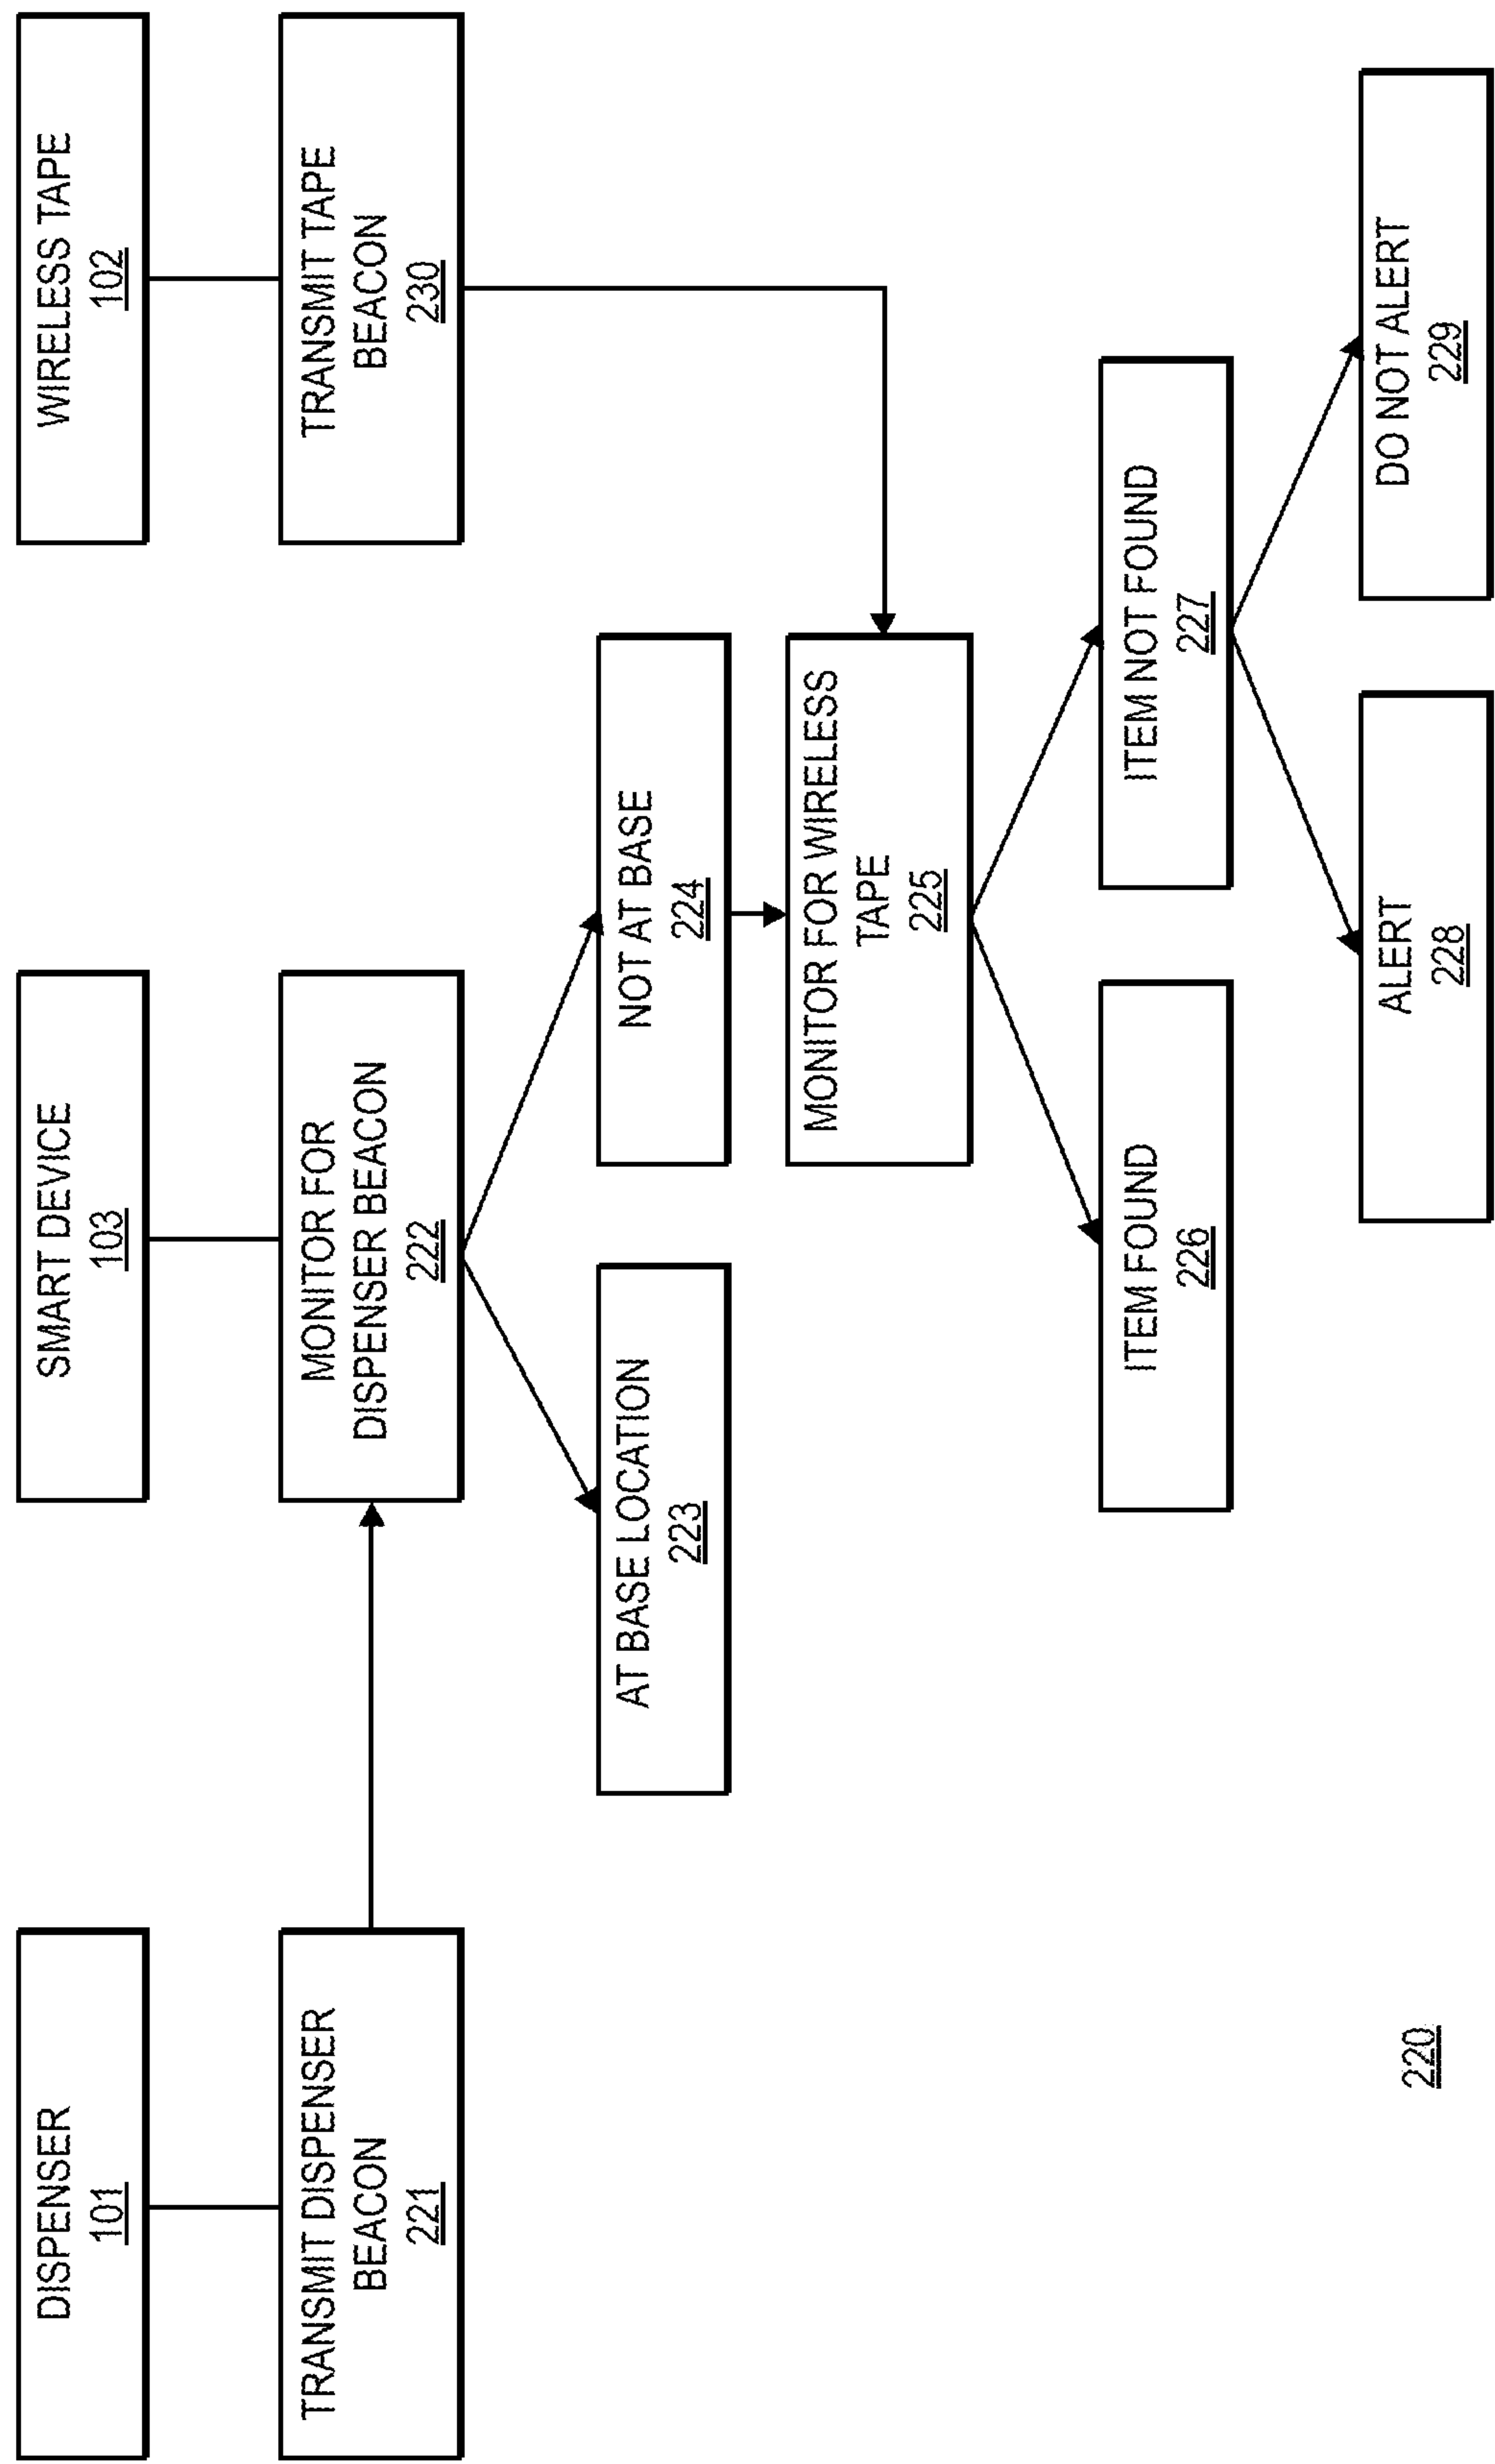 DISPENSER
101
SMART DEVICE
103
WIRELESS TAPE
102
TRANSMIT DISPENSER
BEACON
221
MONITOR FOR
DISPENSER BEACON
222
TRANSMIT TAPE
BEACON
230
AT BASE LOCATION
223
NOT AT BASE
224
MONITOR FOR WIRELESS
TAPE
225
ITEM FOUND
226
ITEM NOT FOUND
227
ALERT
228
DO NOT ALERT
229
220